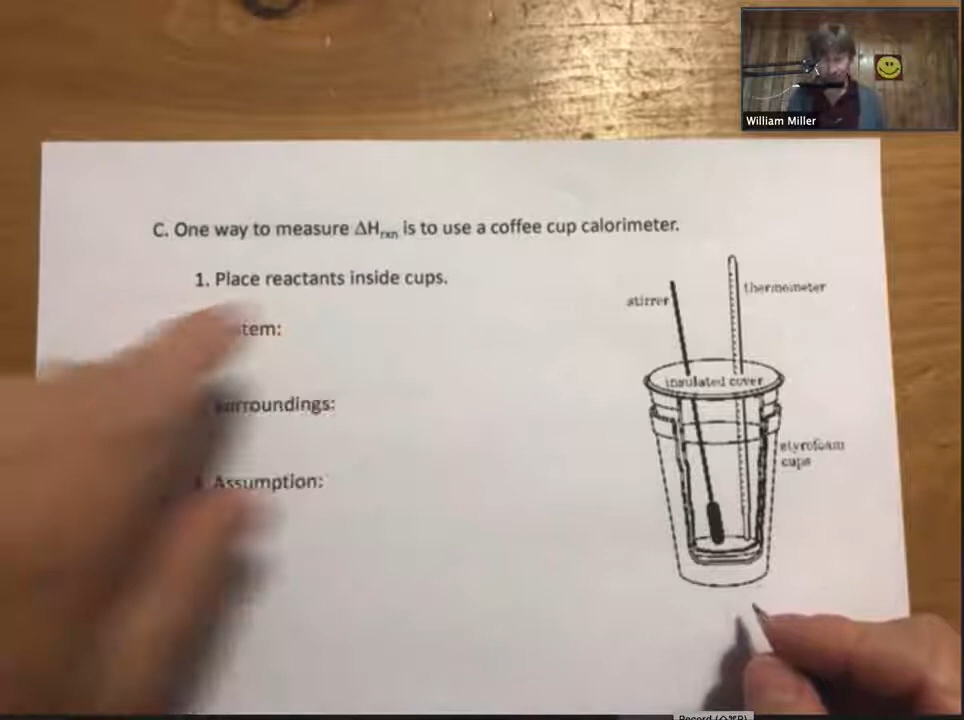 William Miller
C. One way to measure ΔHrxn is to use a coffee cup calorimeter.
1. Place reactants inside cups.
tem:
surroundings:
Assumption:
stirrer
thermometer
insulated cover
styrofoam
cups